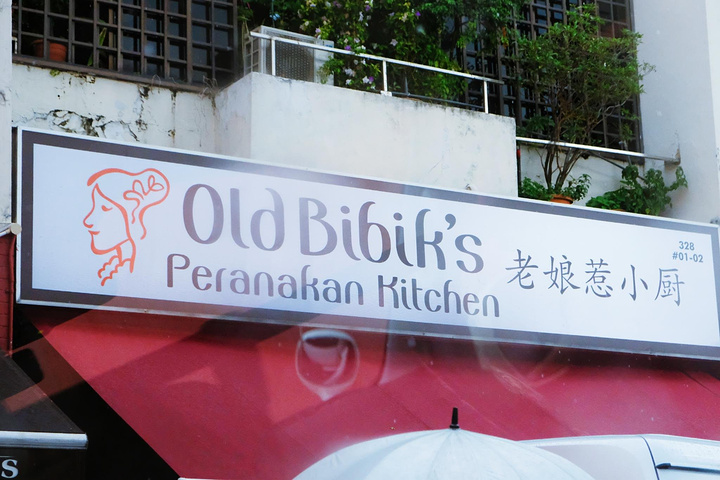 Old Bibik's
Peranakan Kitchen
老娘惹小厨
328
#01-02
S